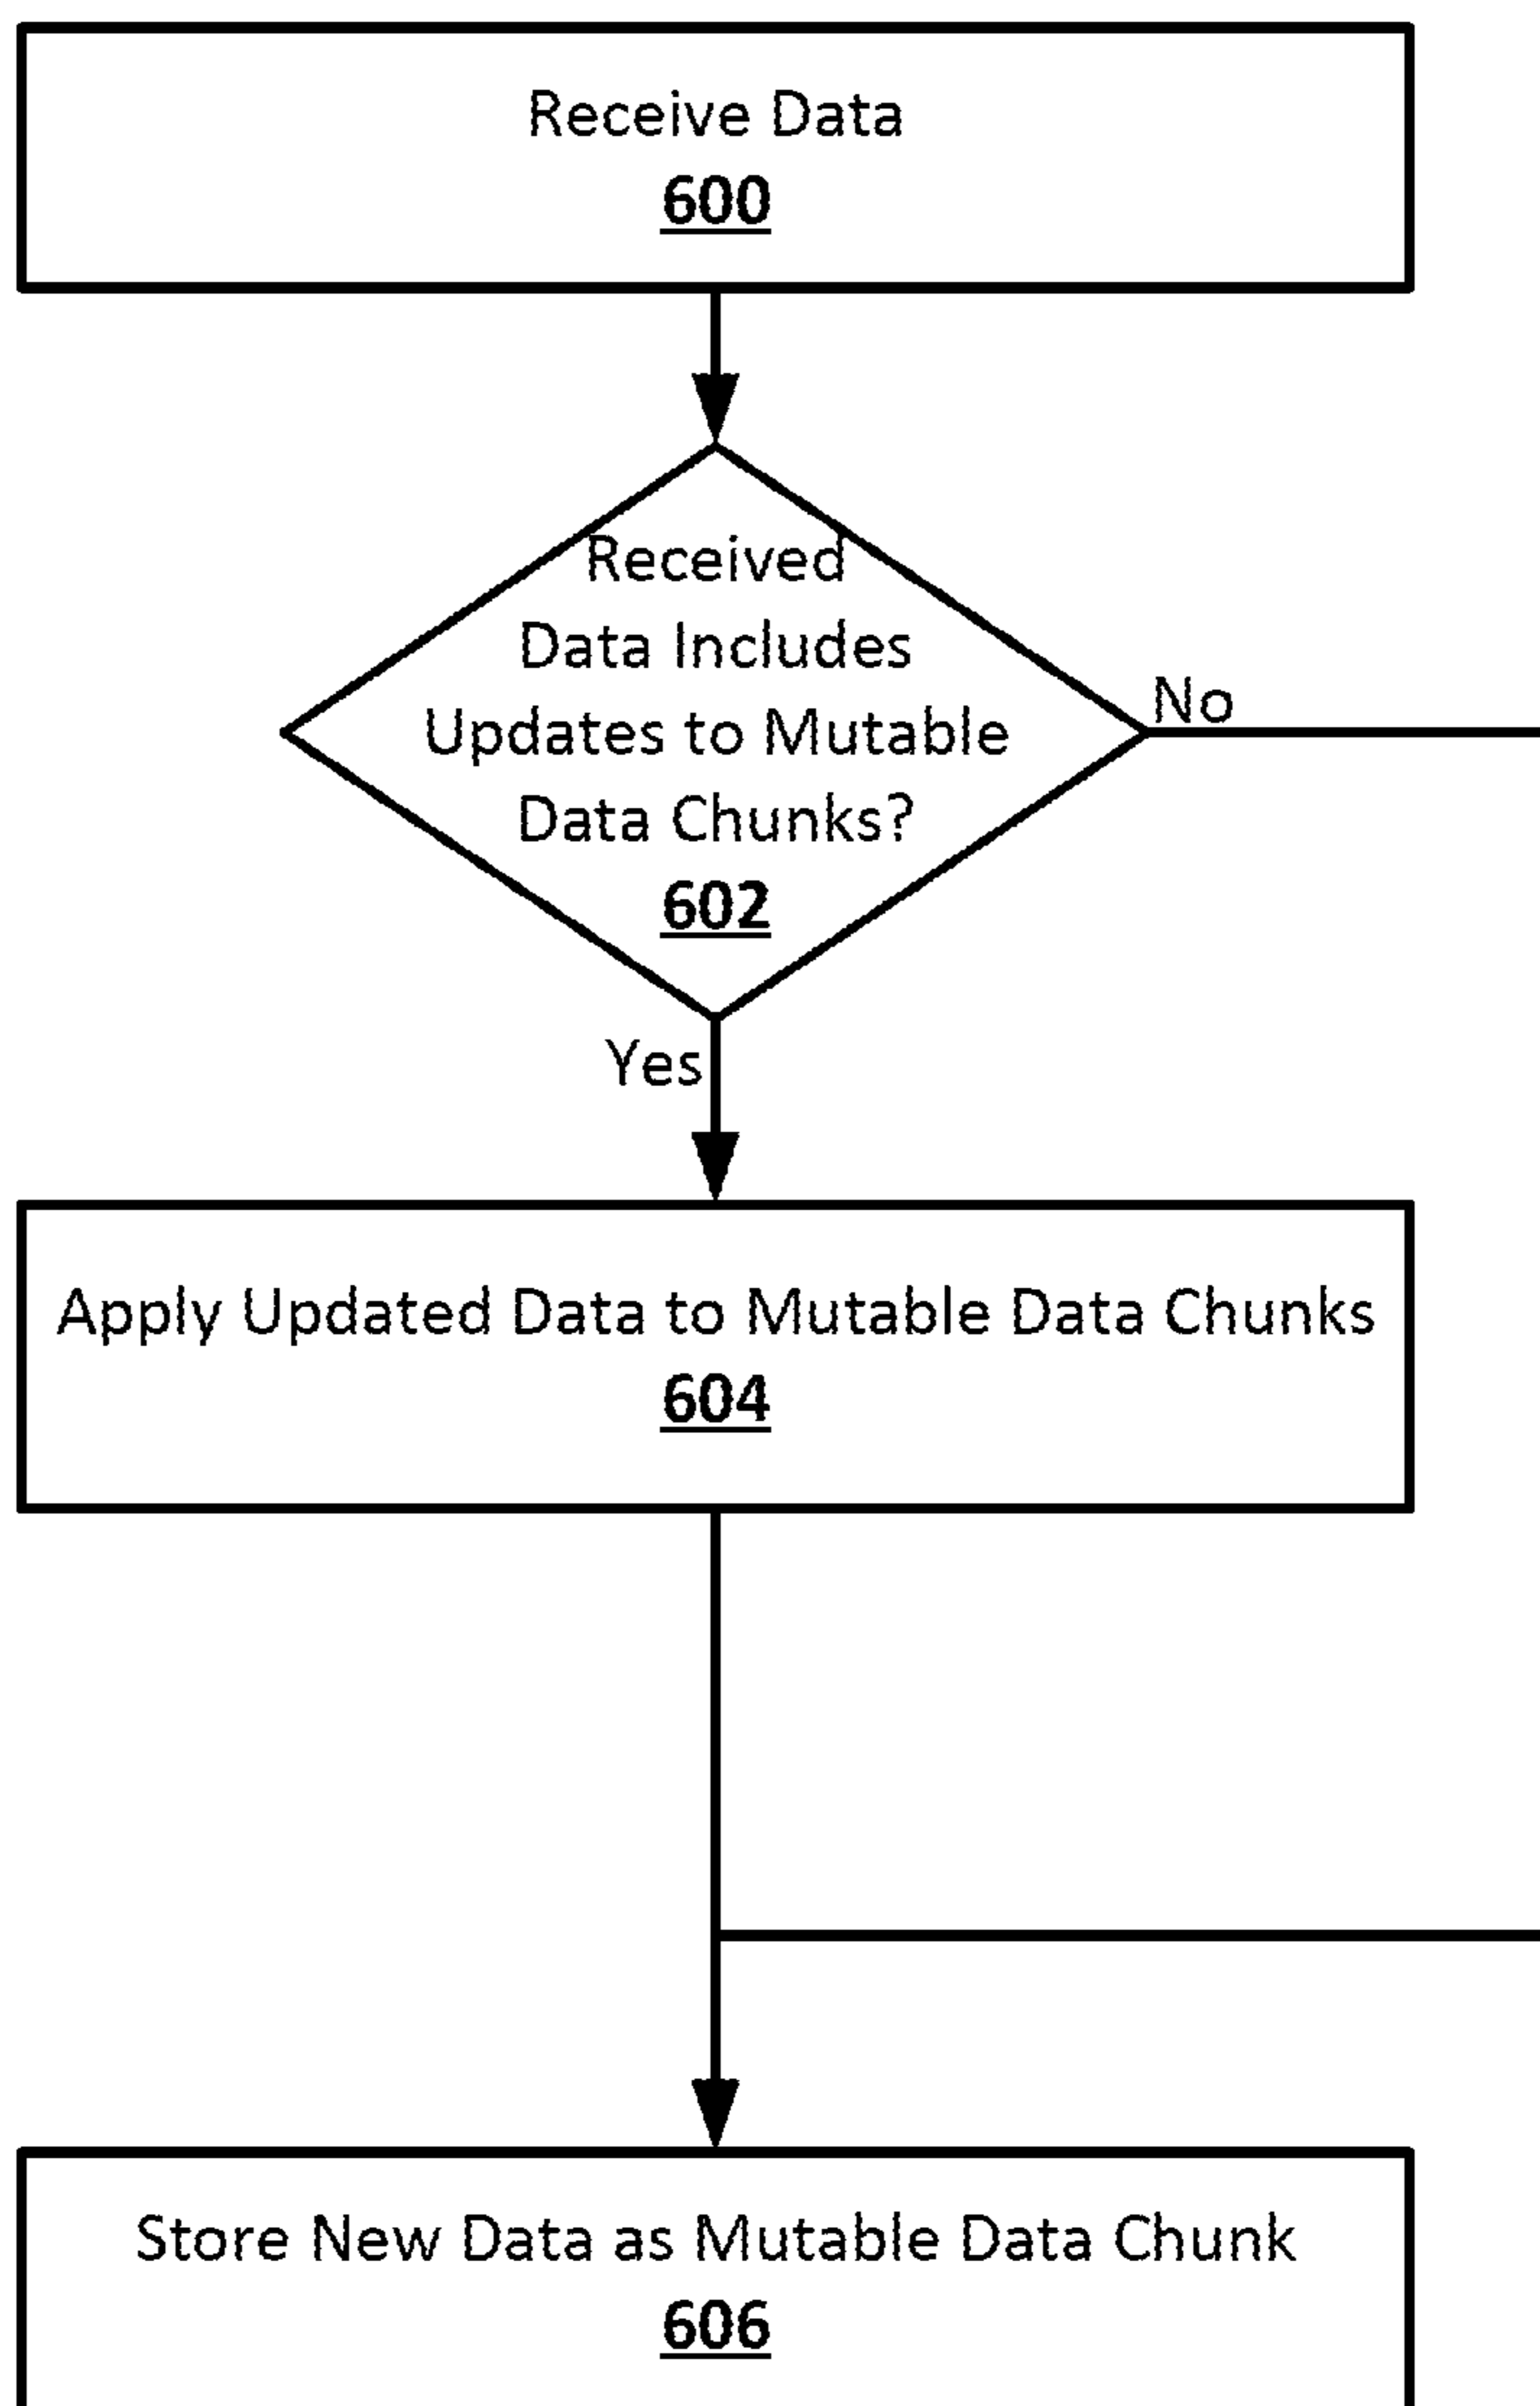 Receive Data
600
Received
Data Includes
Updates to Mutable
Data Chunks?
602
No
Yes
Apply Updated Data to Mutable Data Chunks
604
Store New Data as Mutable Data Chunk
606